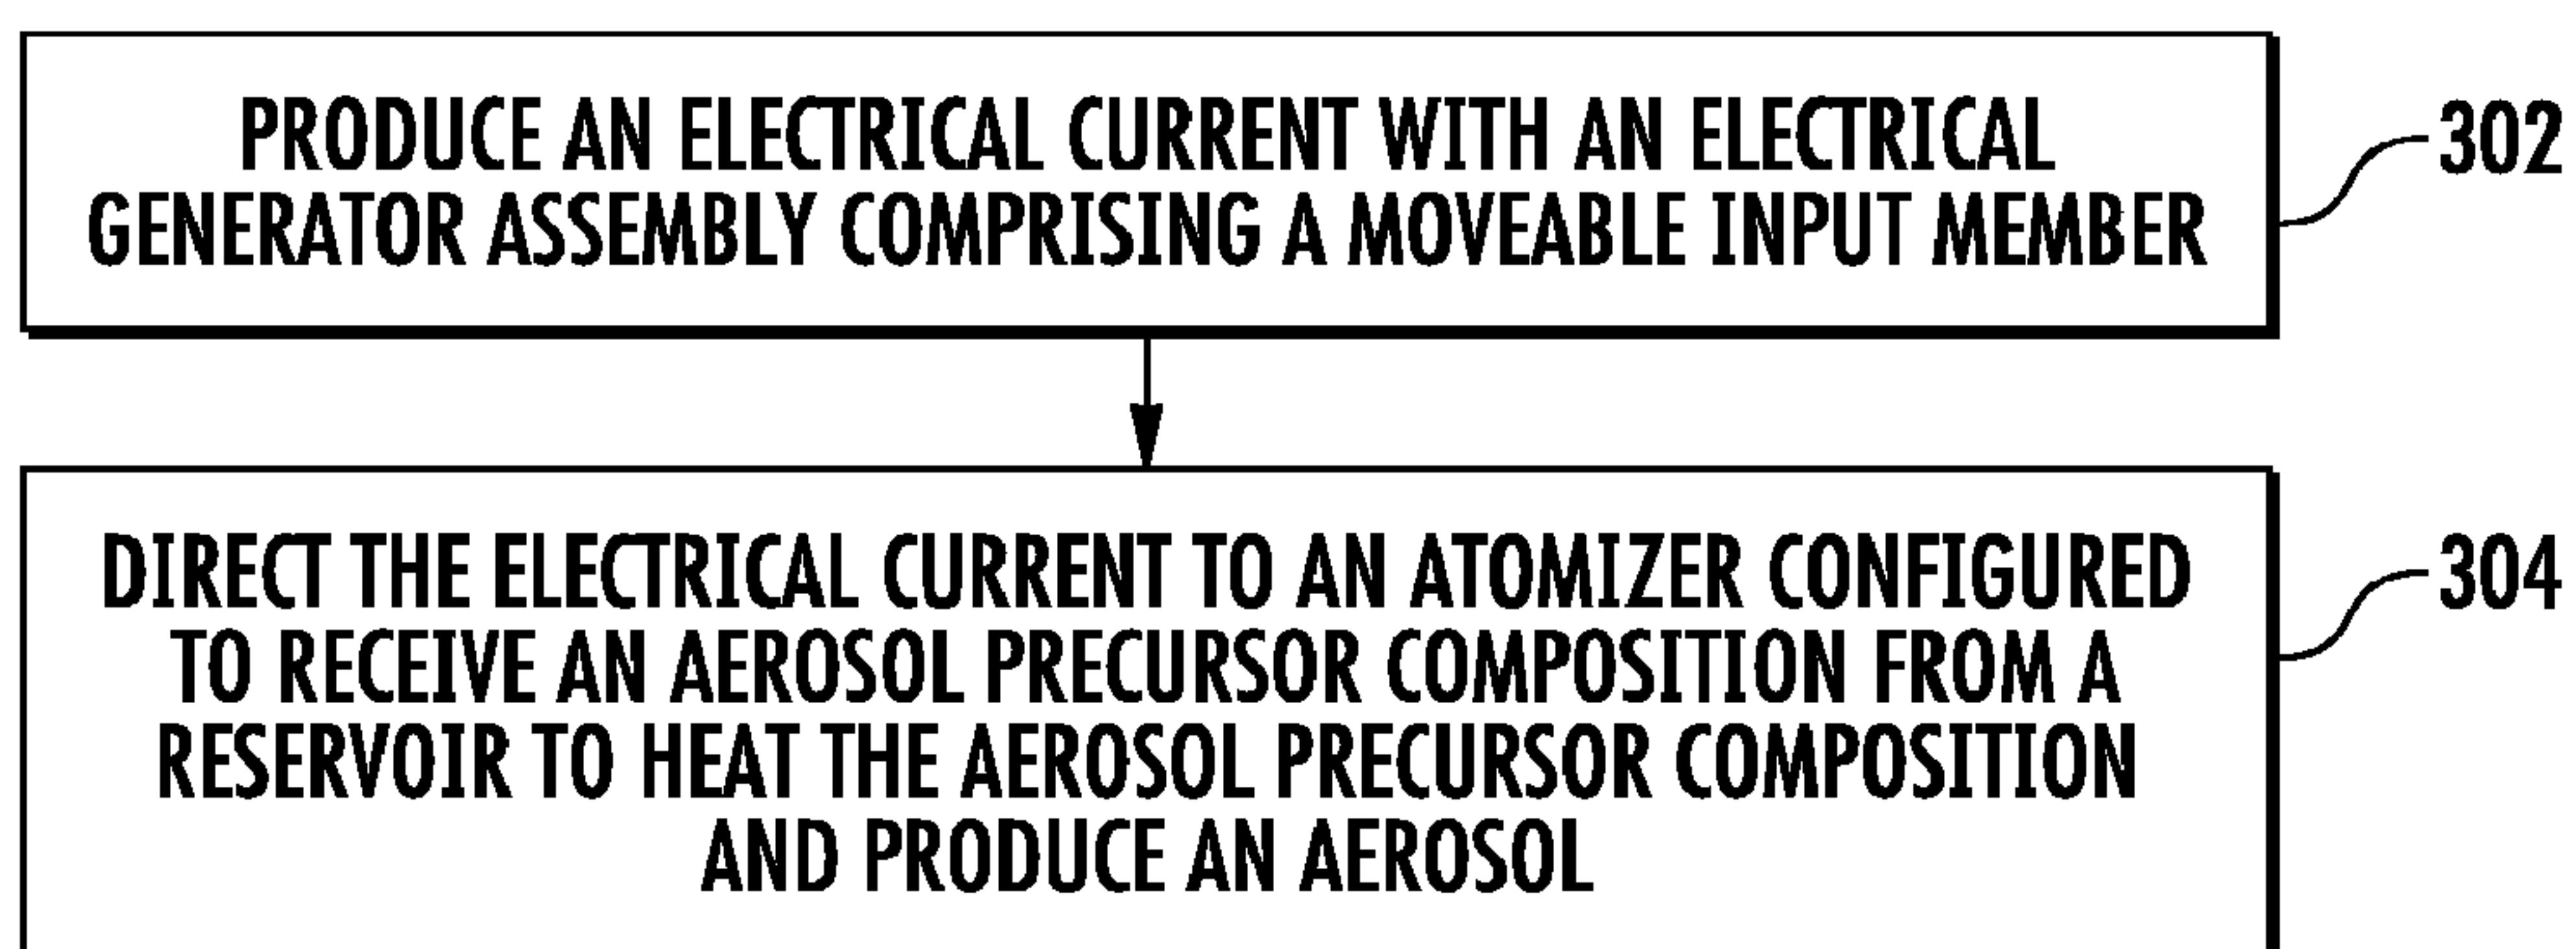 PRODUCE AN ELECTRICAL CURRENT WITH AN ELECTRICAL
GENERATOR ASSEMBLY COMPRISING A MOVEABLE INPUT MEMBER
302
DIRECT THE ELECTRICAL CURRENT TO AN ATOMIZER CONFIGURED
TO RECEIVE AN AEROSOL PRECURSOR COMPOSITION FROM A
RESERVOIR TO HEAT THE AEROSOL PRECURSOR COMPOSITION
AND PRODUCE AN AEROSOL
304